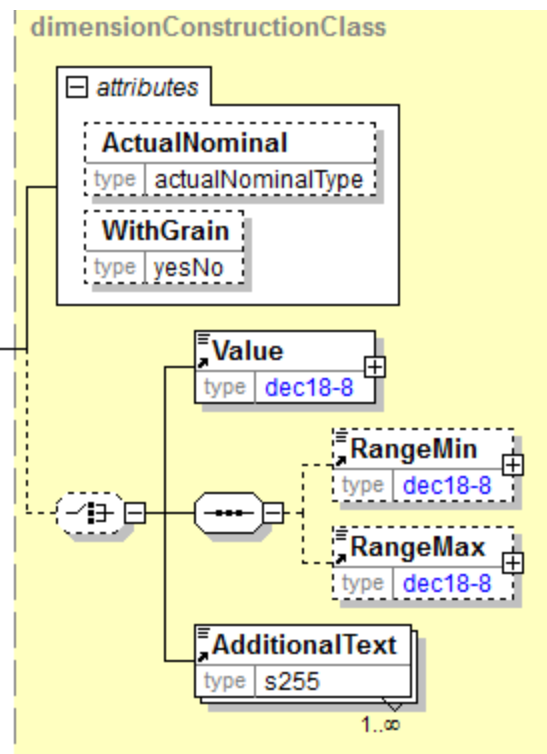 dimensionConstructionClass
attributes
ActualNominal
type actualNominalType
WithGrain
type yesNo
Value
type dec18-8
RangeMin
type dec18-8
RangeMax
type dec18-8
AdditionalText
type s255
1..∞